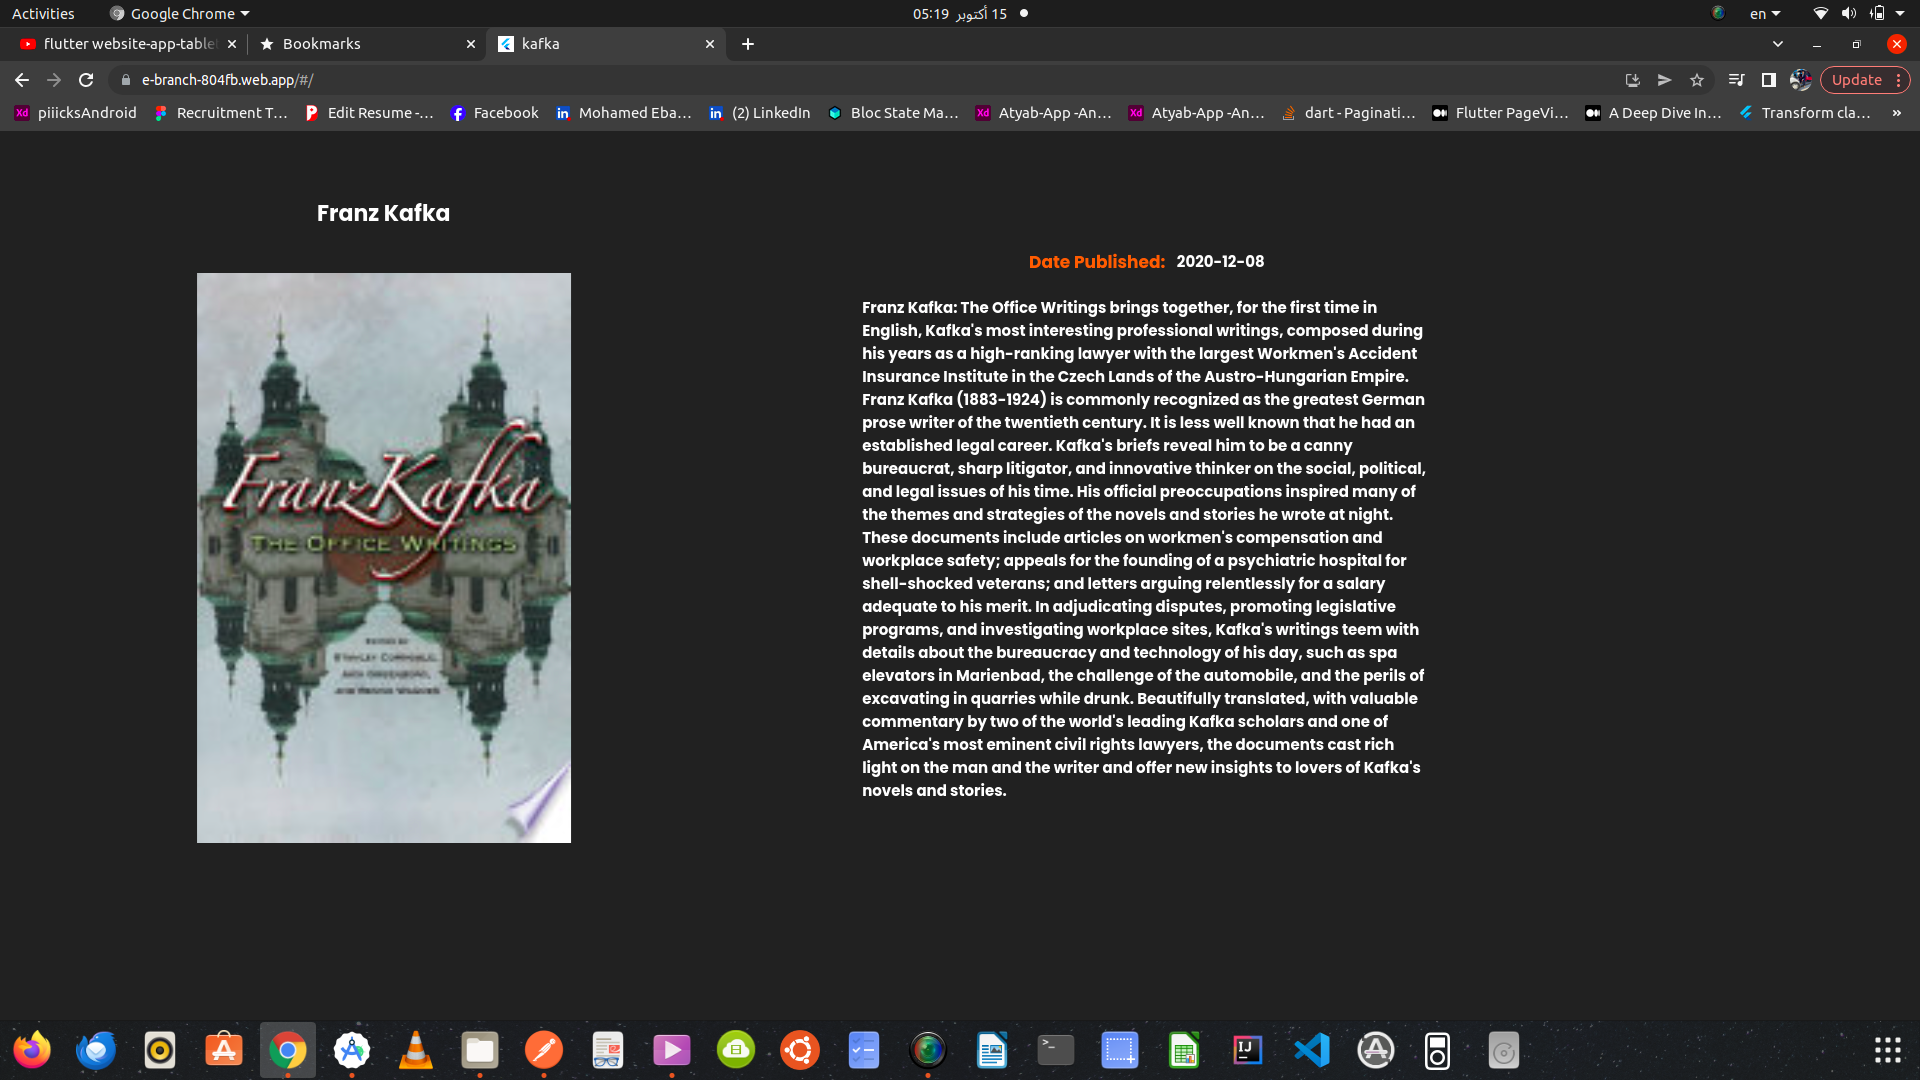 Activities
Google Chrome
15 أكتوبر 05:19
en
flutter website-app-table
Bookmarks
kafka
e-branch-804fb.web.app/#/
Update
piiicksAndroid
Recruitment T...
Edit Resume -...
Facebook
Mohamed Eba...
(2) LinkedIn
Bloc State Ma...
Atyab-App -An...
Atyab-App -An...
dart - Paginati...
Flutter PageVi...
A Deep Dive In...
Transform cla...
»
Franz Kafka
Franz Kafka
THE OFFICE WRITINGS
Date Published: 2020-12-08
Franz Kafka: The Office Writings brings together, for the first time in
English, Kafka's most interesting professional writings, composed during
his years as a high-ranking lawyer with the largest Workmen's Accident
Insurance Institute in the Czech Lands of the Austro-Hungarian Empire.
Franz Kafka (1883-1924) is commonly recognized as the greatest German
prose writer of the twentieth century. It is less well known that he had an
established legal career. Kafka's briefs reveal him to be a canny
bureaucrat, sharp litigator, and innovative thinker on the social, political,
and legal issues of his time. His official preoccupations inspired many of
the themes and strategies of the novels and stories he wrote at night.
These documents include articles on workmen's compensation and
workplace safety; appeals for the founding of a psychiatric hospital for
shell-shocked veterans; and letters arguing relentlessly for a salary
adequate to his merit. In adjudicating disputes, promoting legislative
programs, and investigating workplace sites, Kafka's writings teem with
details about the bureaucracy and technology of his day, such as spa
elevators in Marienbad, the challenge of the automobile, and the perils of
excavating in quarries while drunk. Beautifully translated, with valuable
commentary by two of the world's leading Kafka scholars and one of
America's most eminent civil rights lawyers, the documents cast rich
light on the man and the writer and offer new insights to lovers of Kafka's
novels and stories.